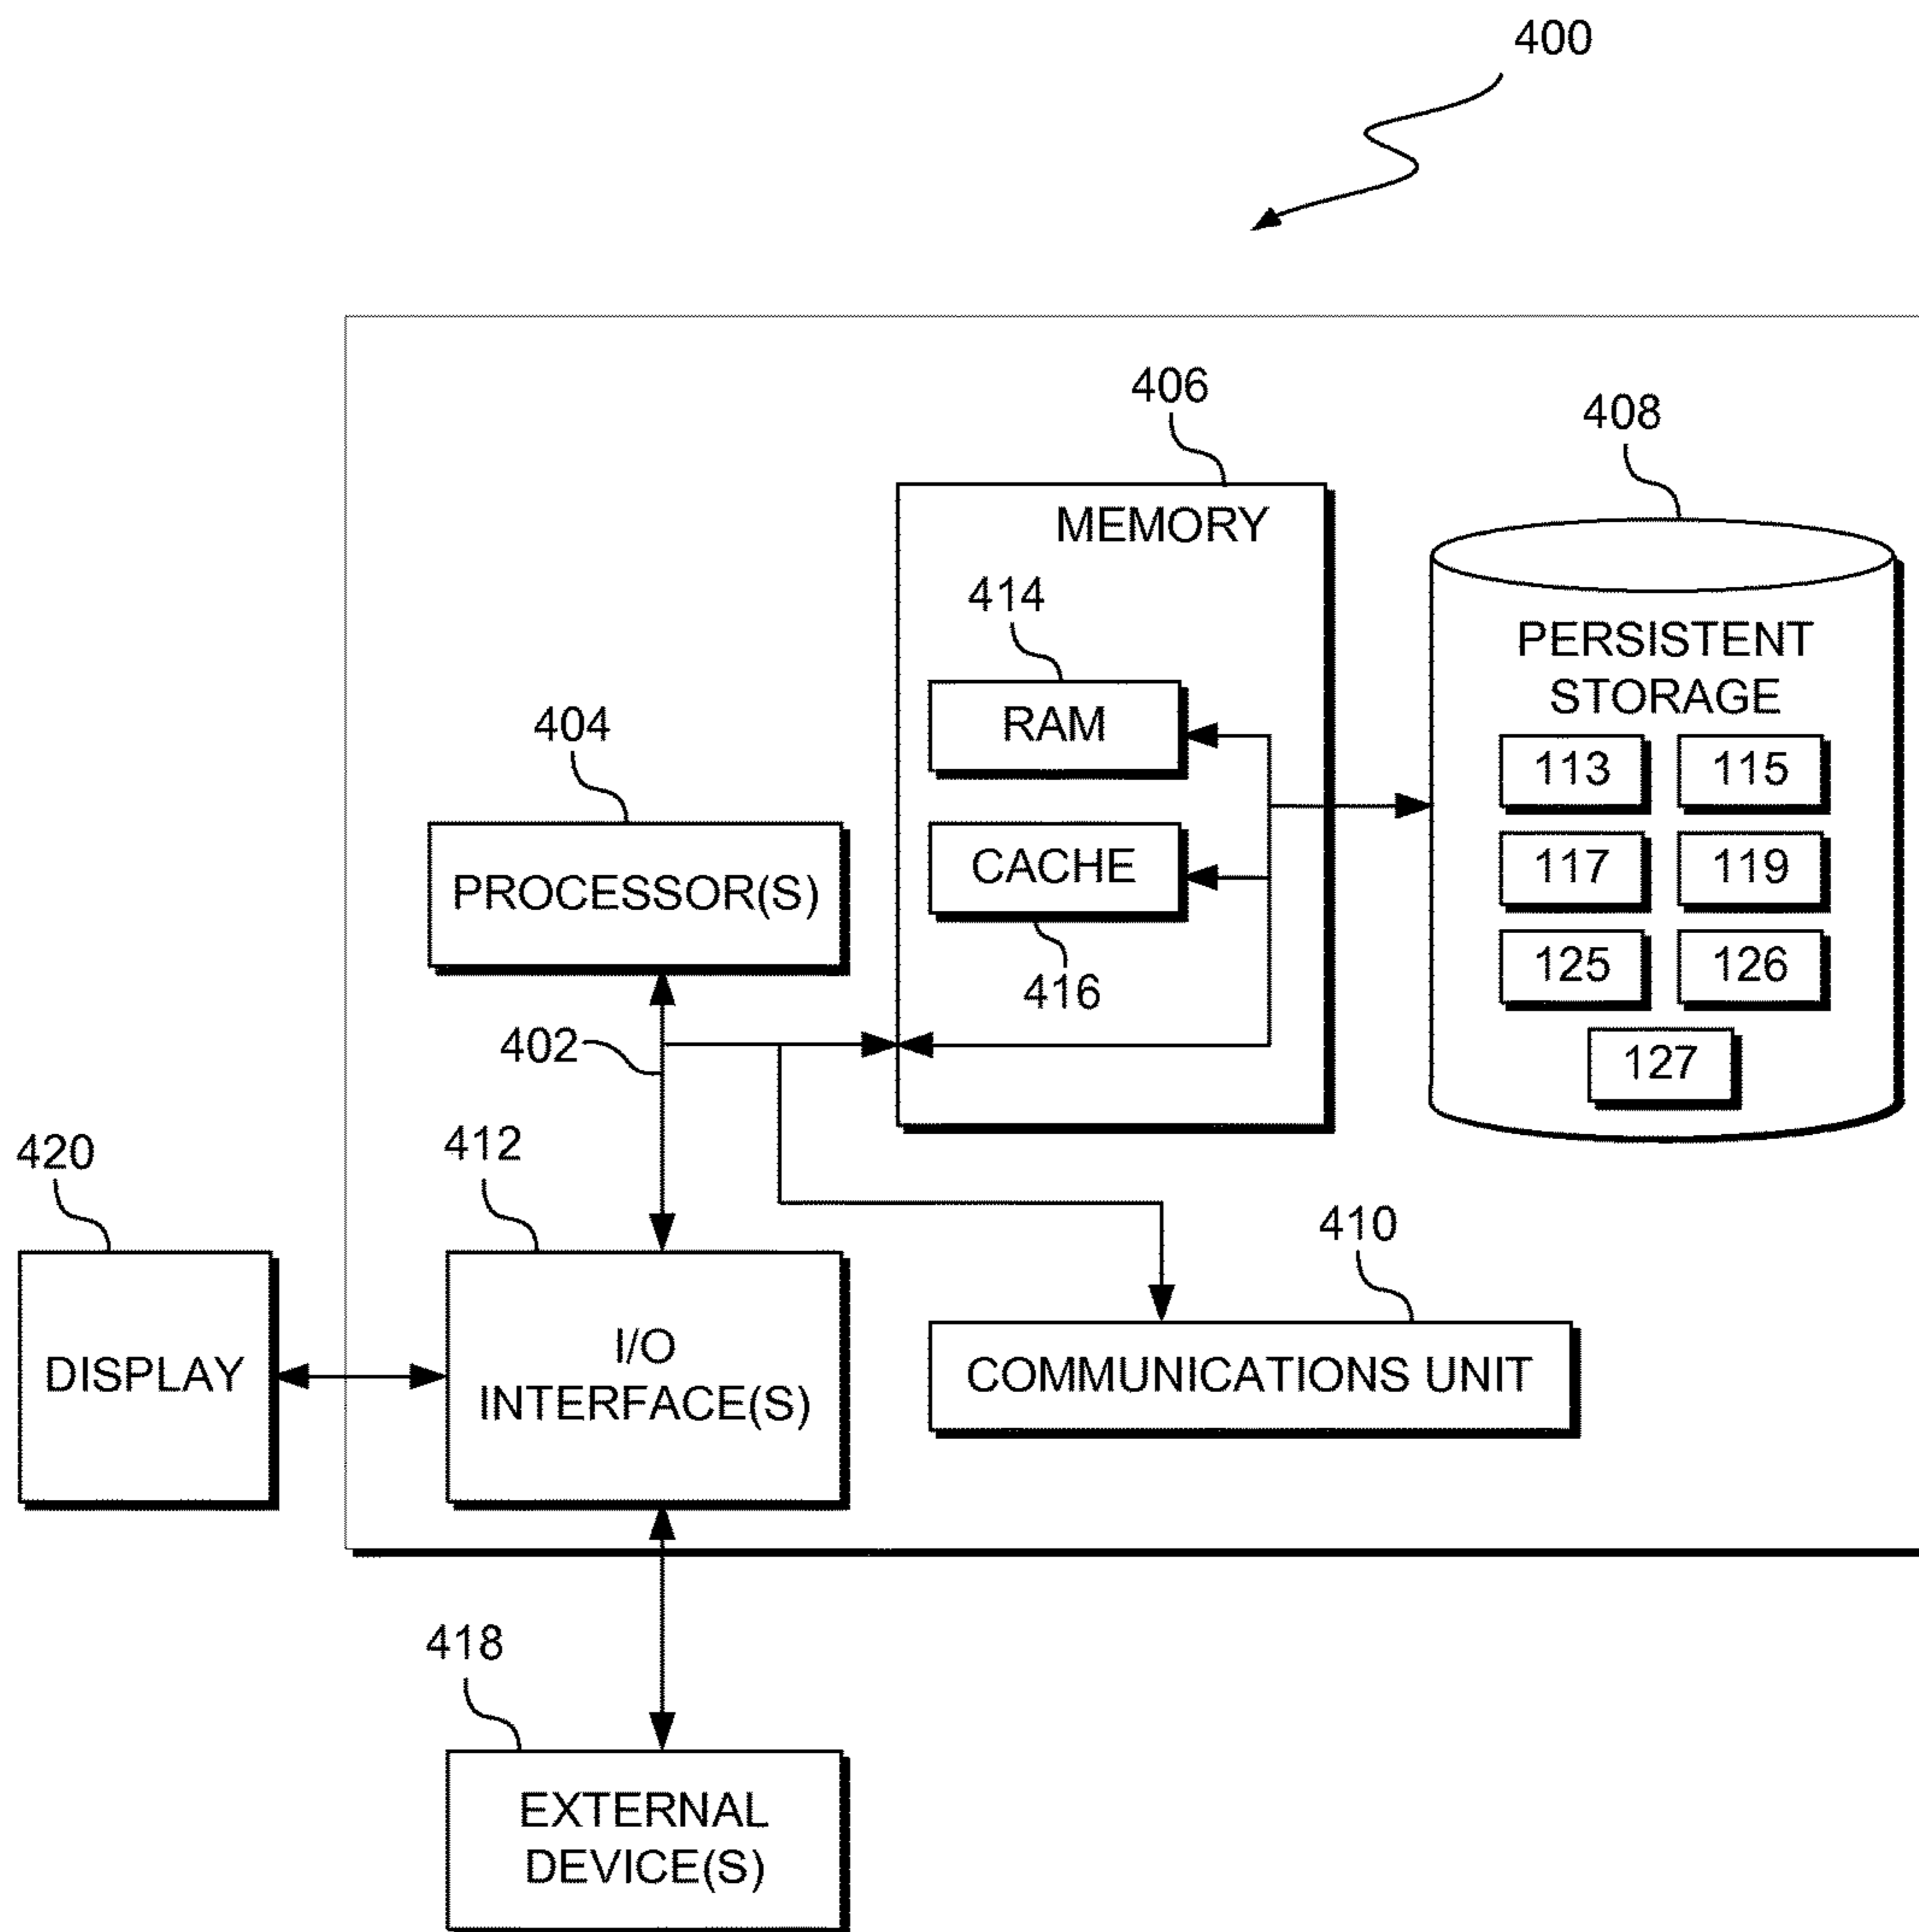 400
406
408
MEMORY
414
PERSISTENT
STORAGE
RAM
404
113
115
CACHE
PROCESSOR(S)
117
119
416
125
126
402
127
420
412
410
DISPLAY
I/O
INTERFACE(S)
COMMUNICATIONS UNIT
418
EXTERNAL
DEVICE(S)